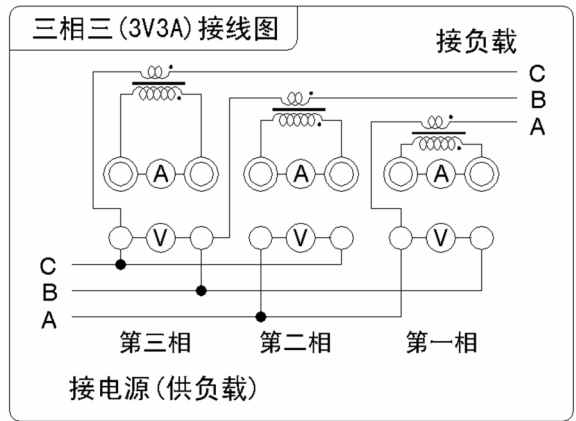 三相三(3V3A)接线图
接负载
C
B
A
A A A
V V V
C
B
A
第三相 第二相 第一相
接电源(供负载)